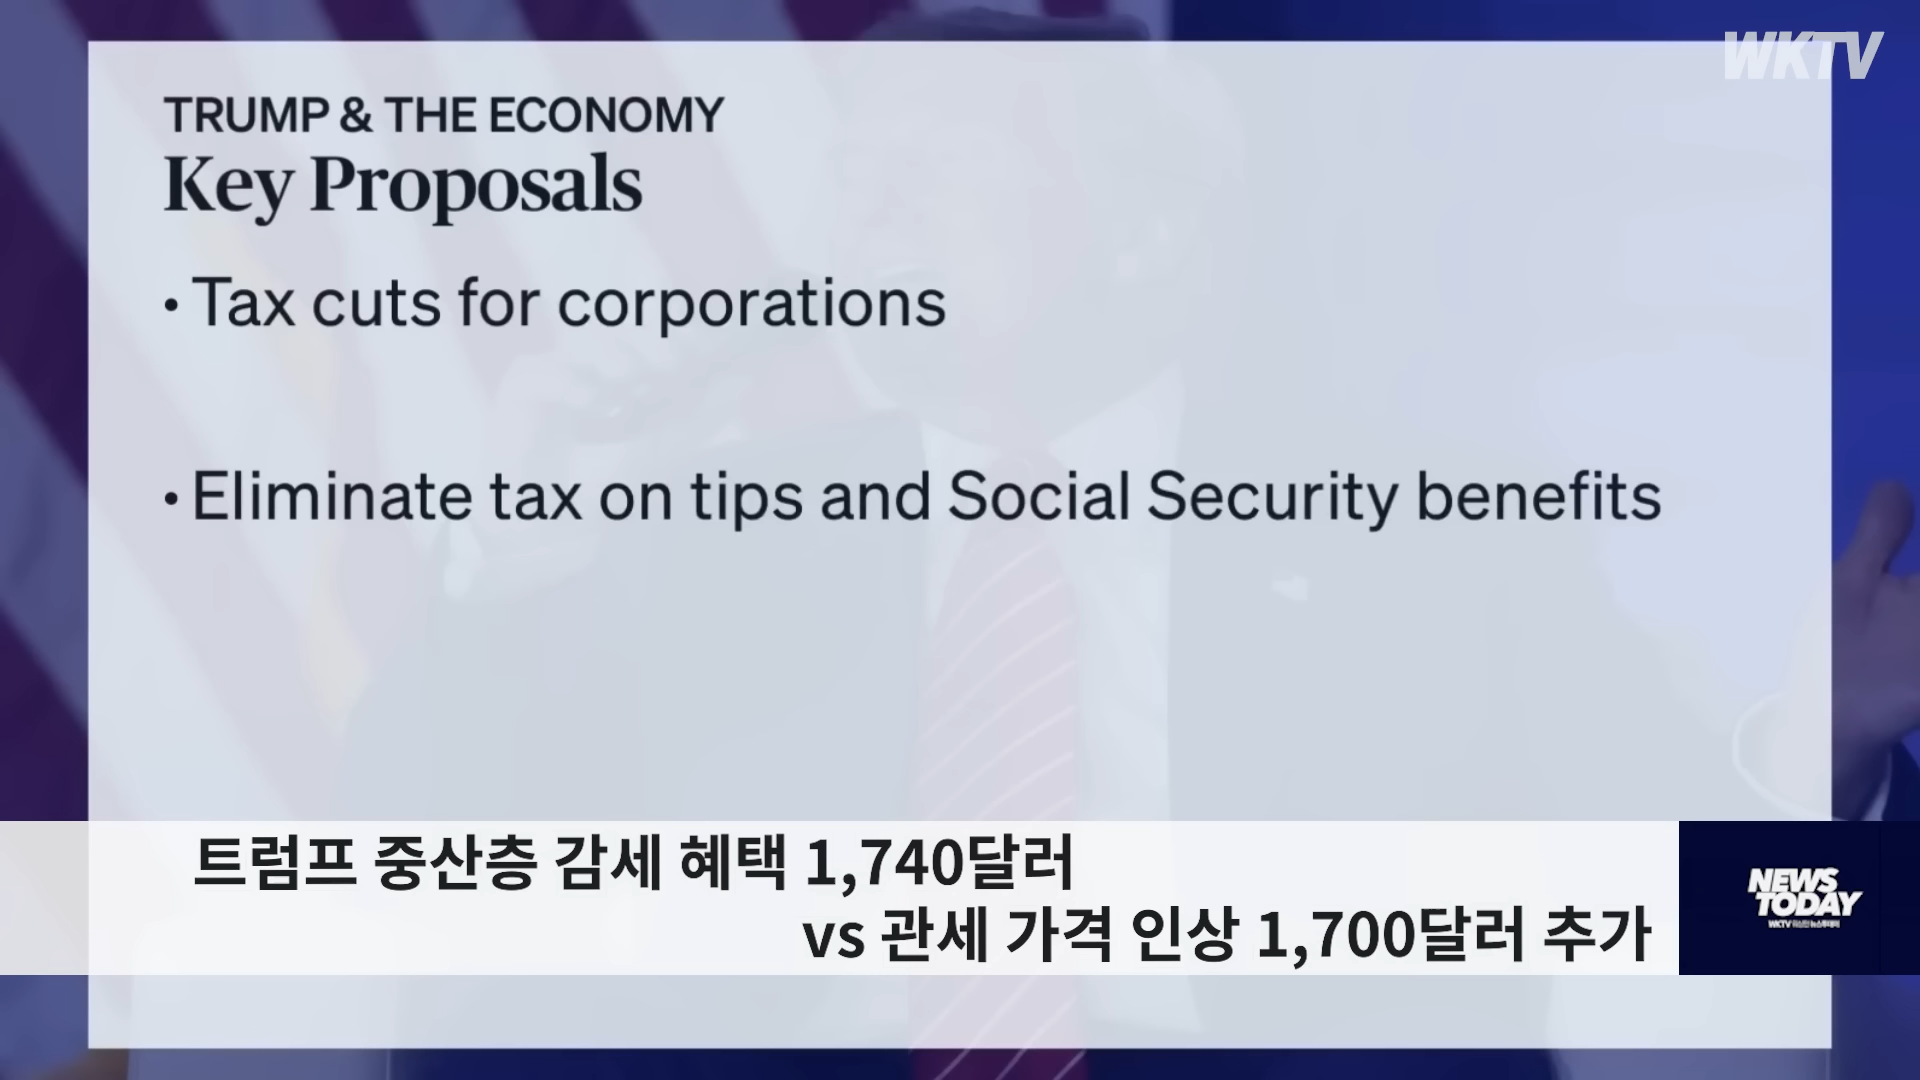 WKTV
TRUMP & THE ECONOMY
Key Proposals
• Tax cuts for corporations
• Eliminate tax on tips and Social Security benefits
트럼프 중산층 감세 혜택 1,740달러
vs 관세 가격 인상 1,700달러 추가
NEWS
TODAY
WKTV